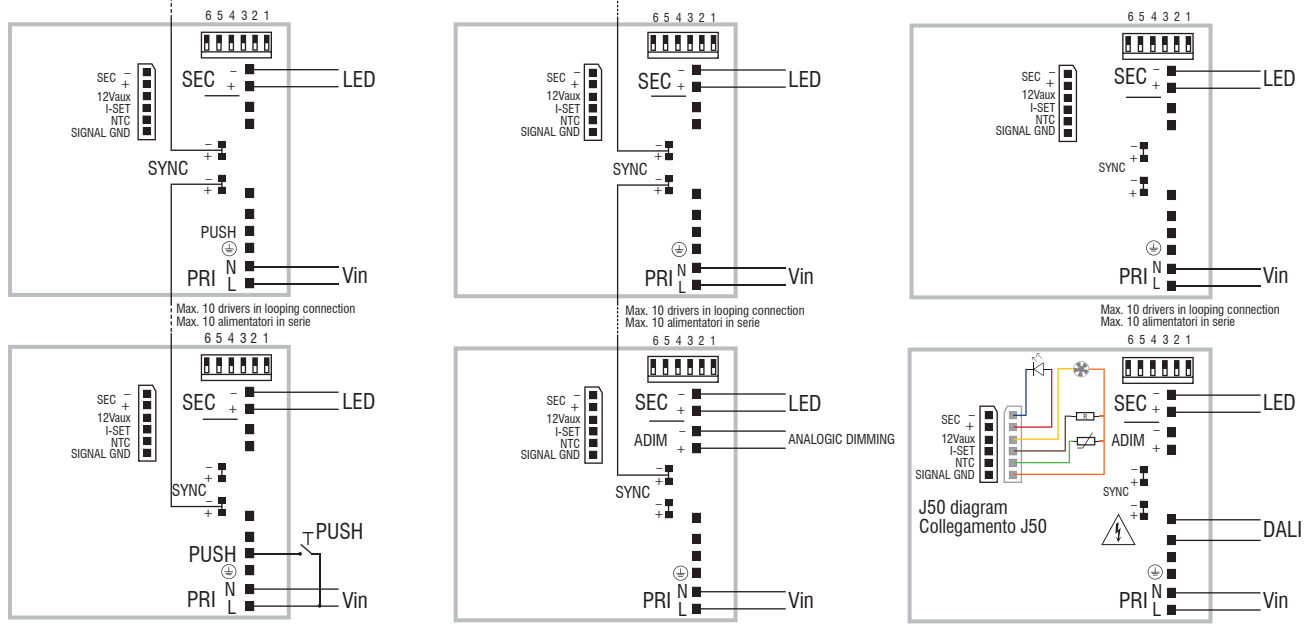 6 5 4 3 2 1
SEC -
+
12Vaux
I-SET
NTC
SIGNAL GND
SEC -
+
LED
-
+
SYNC
-
+
PUSH
N
PRI
L
Vin
Max. 10 drivers in looping connection
Max. 10 alimentatori in serie
6 5 4 3 2 1
SEC -
+
12Vaux
I-SET
NTC
SIGNAL GND
SEC -
+
LED
-
+
SYNC
-
+
N
PRI
L
Vin
Max. 10 drivers in looping connection
Max. 10 alimentatori in serie
6 5 4 3 2 1
SEC -
+
12Vaux
I-SET
NTC
SIGNAL GND
SEC -
+
LED
-
+
SYNC
-
+
N
PRI
L
Vin
Max. 10 drivers in looping connection
Max. 10 alimentatori in serie
6 5 4 3 2 1
SEC -
+
12Vaux
I-SET
NTC
SIGNAL GND
SEC -
+
LED
-
+
SYNC
-
+
PUSH
PUSH
N
PRI
L
Vin
6 5 4 3 2 1
SEC -
+
12Vaux
I-SET
NTC
SIGNAL GND
SEC -
+
LED
ADIM -
+
ANALOGIC DIMMING
-
+
SYNC
-
+
N
PRI
L
Vin
6 5 4 3 2 1
SEC -
+
12Vaux
I-SET
NTC
SIGNAL GND
R
J50 diagram
Collegamento J50
SEC -
+
LED
ADIM -
+
-
+
SYNC
-
+
DALI
N
PRI
L
Vin